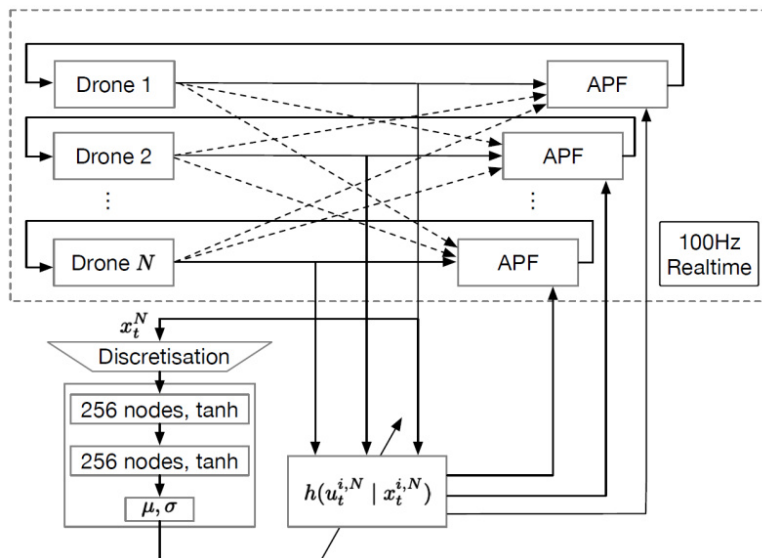 Drone 1
APF
Drone 2
APF
⋮
⋮
Drone N
APF
100Hz
Realtime
x_t^N
Discretisation
256 nodes, tanh
256 nodes, tanh
μ, σ
h(u_t^{i,N} | x_t^{i,N})